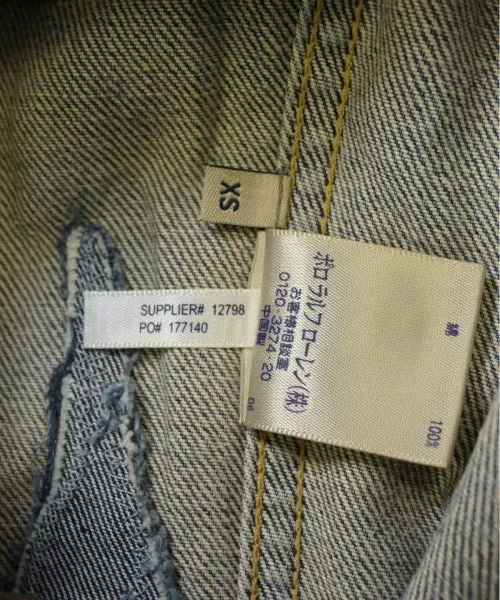 XS
SUPPLIER# 12798
PO# 177140
綿 100%
ポロラルフローレン(株)
お客様相談室
0120-3274-20
中国製
06